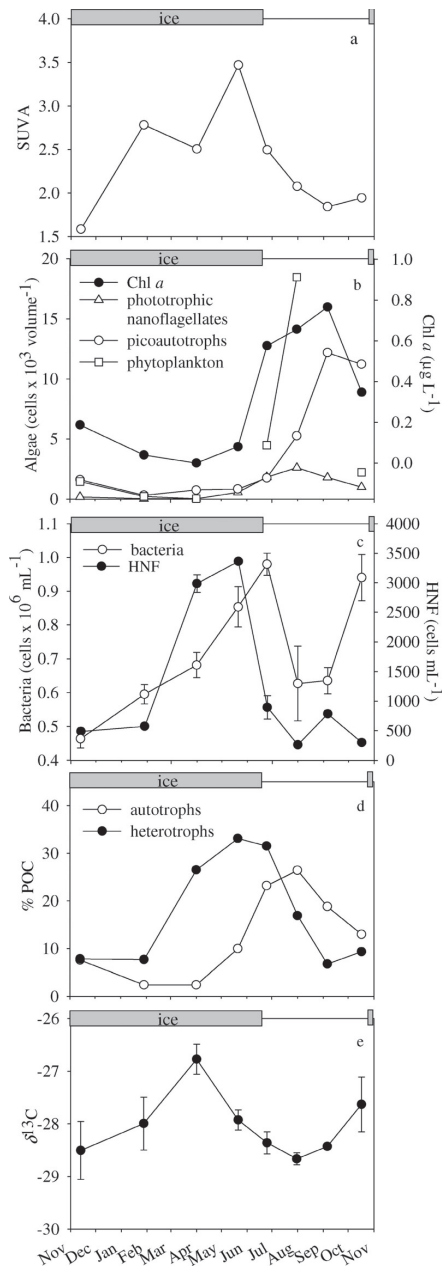 ice
a
4.0
3.5
3.0
2.5
2.0
1.5
SUVA
ice
b
20
15
10
5
0
Algae (cells x 10³ volume⁻¹)
1.0
0.8
0.6
0.4
0.2
0.0
Chl a (µg L⁻¹)
Chl a
phototrophic
nanoflagellates
picoautrophs
phytoplankton
ice
c
1.1
1.0
0.9
0.8
0.7
0.6
0.5
0.4
Bacteria (cells x 10⁶ mL⁻¹)
4000
3500
3000
2500
2000
1500
1000
500
0
HNF (cells mL⁻¹)
bacteria
HNF
ice
d
40
30
20
10
0
% POC
autotrophs
heterotrophs
ice
e
-26
-27
-28
-29
-30
δ¹³C
Nov
Dec
Jan
Feb
Mar
Apr
May
Jun
Jul
Aug
Sep
Oct
Nov